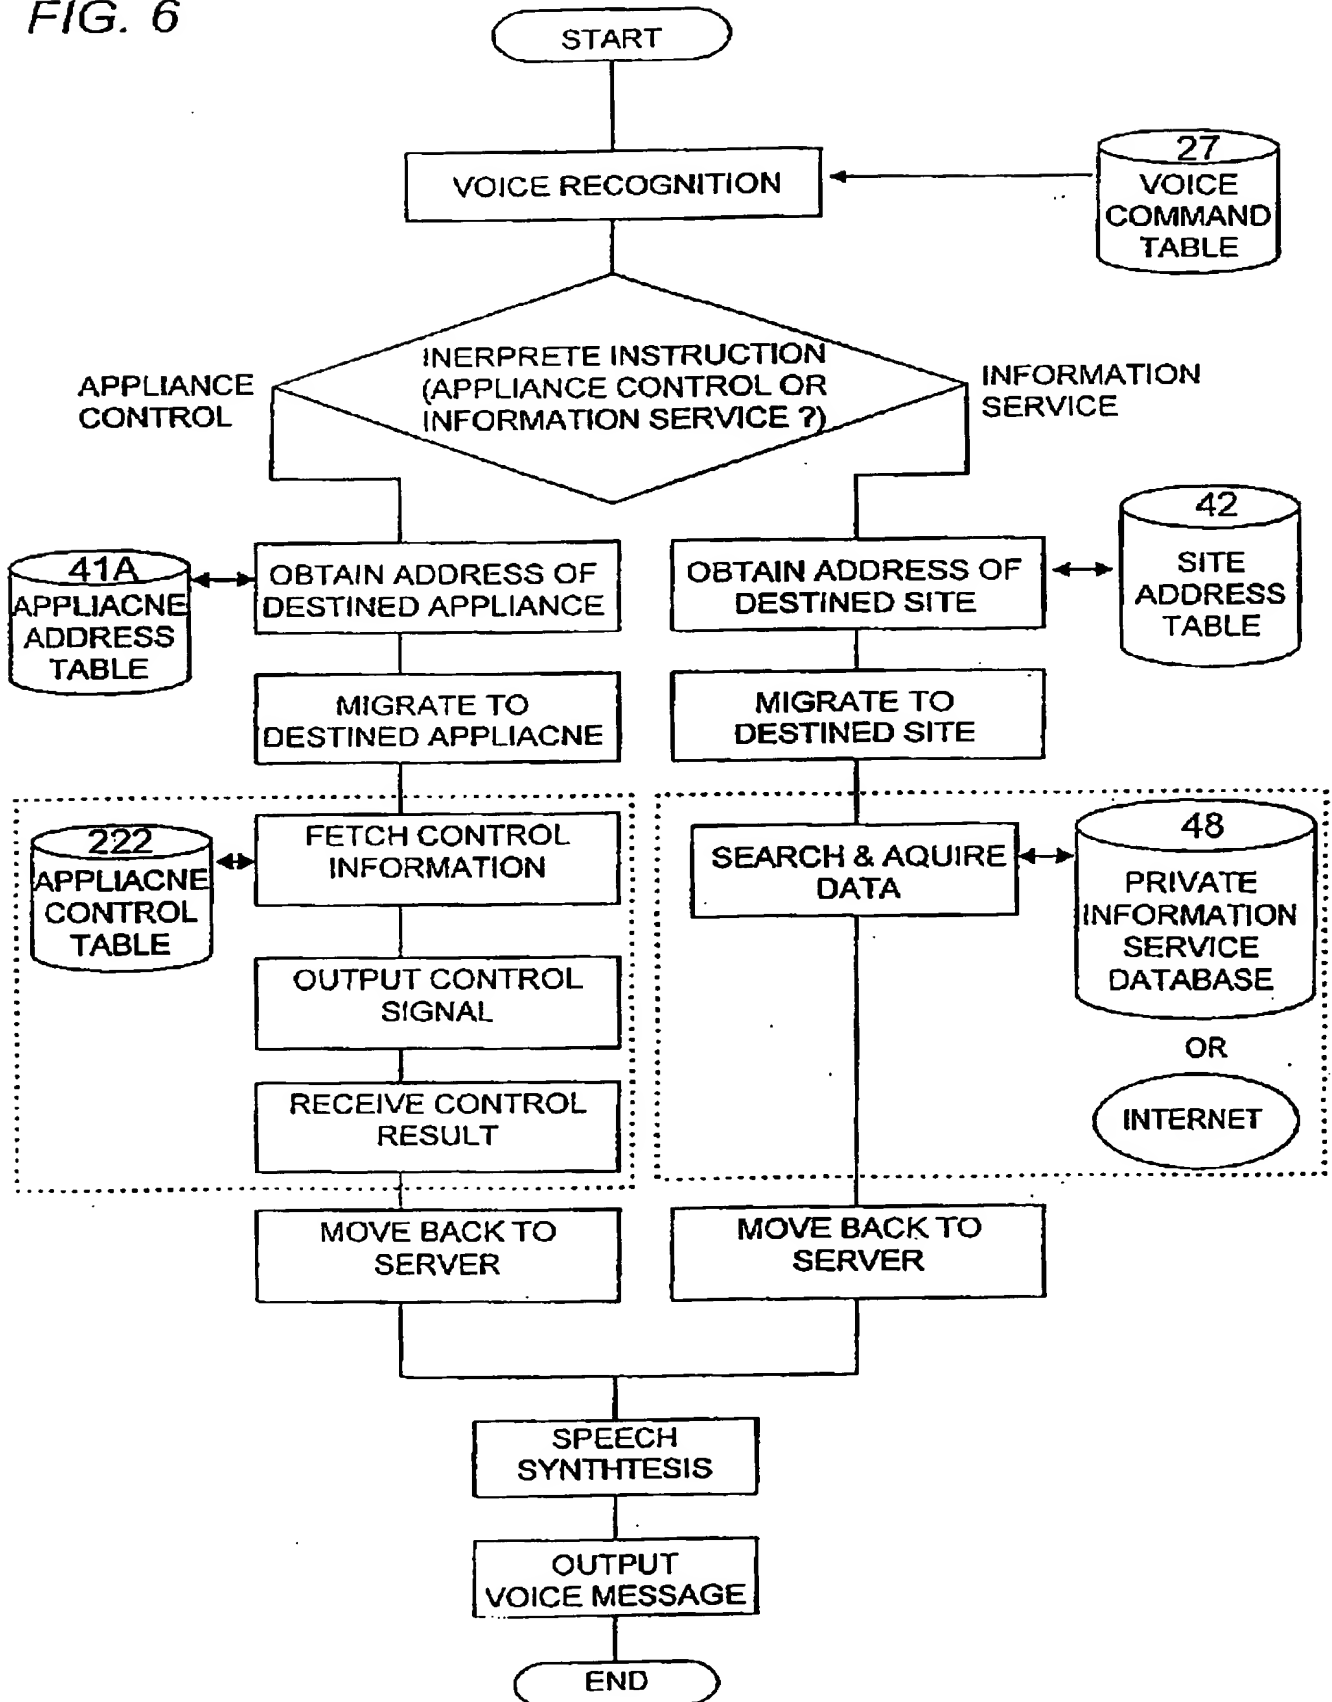 FIG. 6
START
VOICE RECOGNITION
27
VOICE
COMMAND
TABLE
INERPRETE INSTRUCTION
(APPLIANCE CONTROL OR
INFORMATION SERVICE ?)
APPLIANCE
CONTROL
INFORMATION
SERVICE
41A
APPLIACNE
ADDRESS
TABLE
OBTAIN ADDRESS OF
DESTINED APPLIANCE
OBTAIN ADDRESS OF
DESTINED SITE
42
SITE
ADDRESS
TABLE
MIGRATE TO
DESTINED APPLIACNE
MIGRATE TO
DESTINED SITE
222
APPLIACNE
CONTROL
TABLE
FETCH CONTROL
INFORMATION
SEARCH & AQUIRE
DATA
48
PRIVATE
INFORMATION
SERVICE
DATABASE
OR
INTERNET
OUTPUT CONTROL
SIGNAL
RECEIVE CONTROL
RESULT
MOVE BACK TO
SERVER
MOVE BACK TO
SERVER
SPEECH
SYNTHTESIS
OUTPUT
VOICE MESSAGE
END